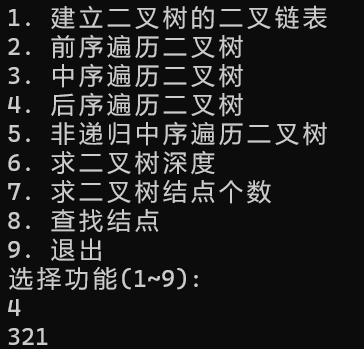 1. 建立二叉树的二叉链表
2. 前序遍历二叉树
3. 中序遍历二叉树
4. 后序遍历二叉树
5. 非递归中序遍历二叉树
6. 求二叉树深度
7. 求二叉树结点个数
8. 查找结点
9. 退出
选择功能(1~9):
4
321